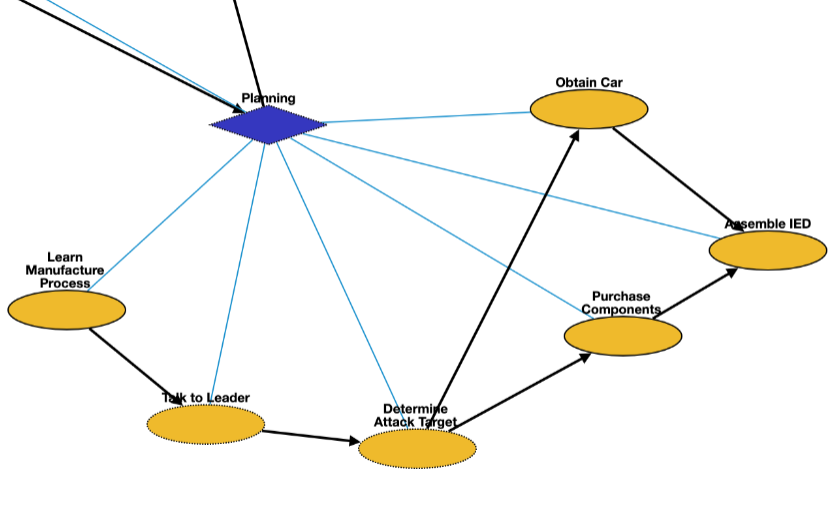 Planning
Obtain Car
Assemble IED
Learn
Manufacture
Process
Purchase
Components
Talk to Leader
Determine
Attack Target